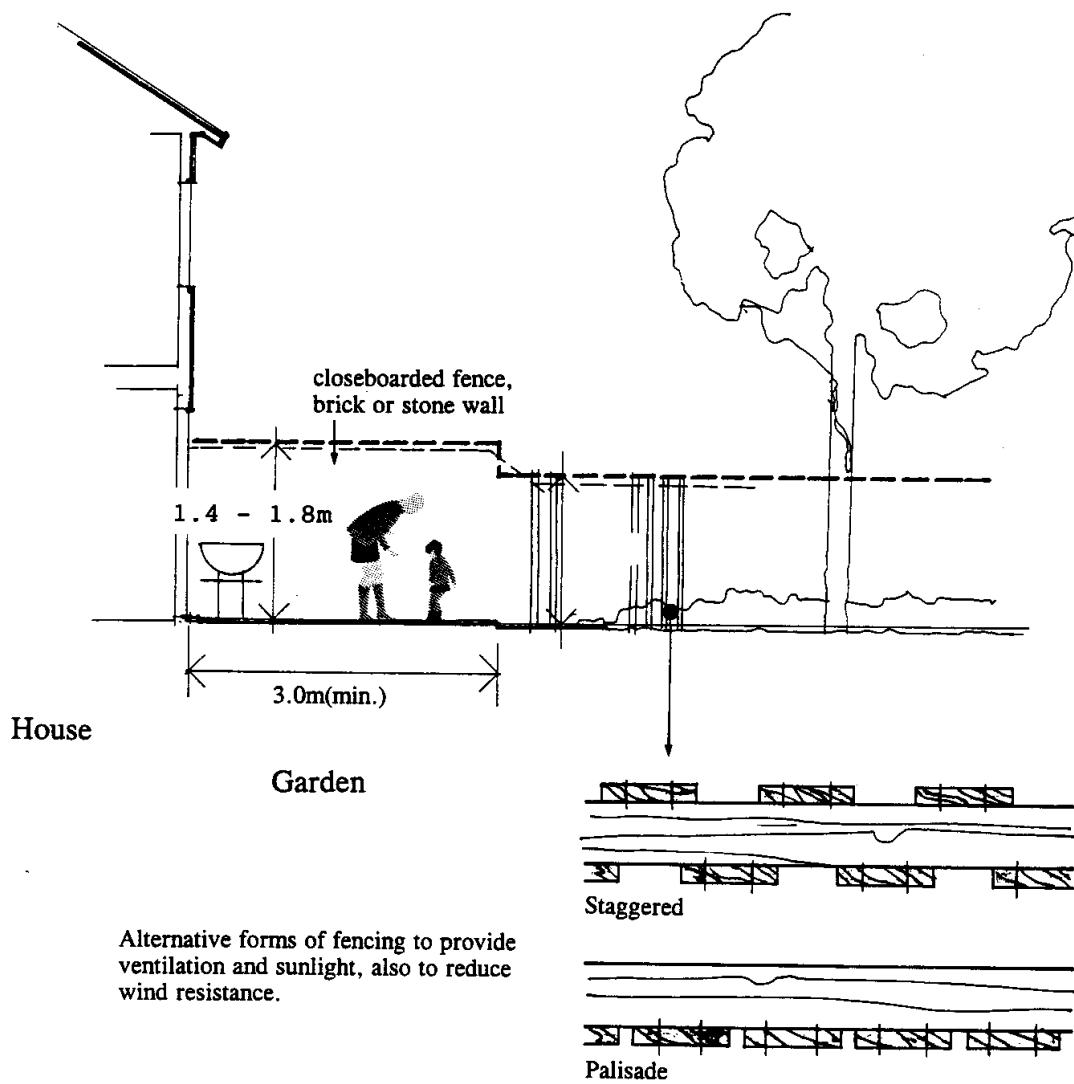 closeboarded fence,
brick or stone wall
1.4 - 1.8m
3.0m(min.)
House
Garden
Staggered
Alternative forms of fencing to provide
ventilation and sunlight, also to reduce
wind resistance.
Palisade